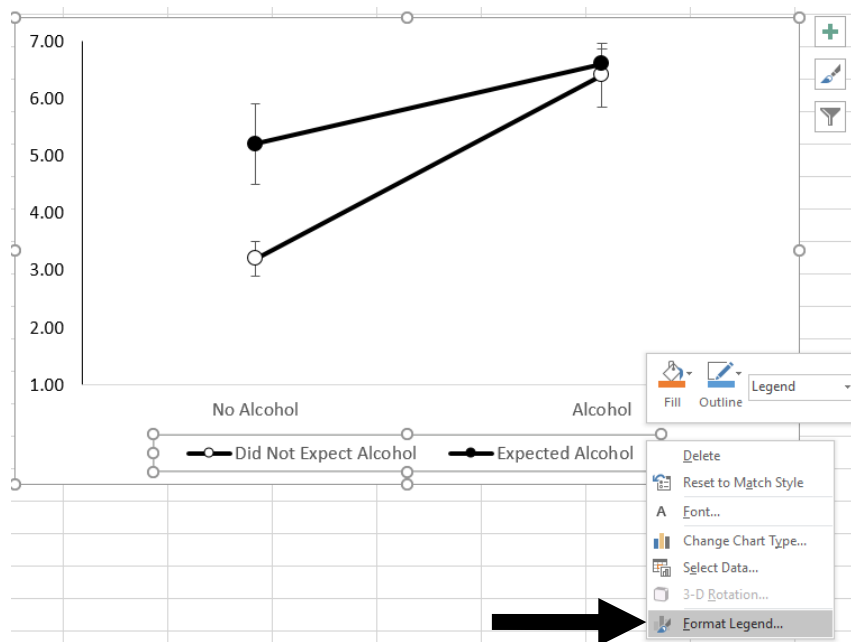 7.00
6.00
5.00
4.00
3.00
2.00
1.00
No Alcohol Alcohol
Did Not Expect Alcohol Expected Alcohol
Legend
Fill Outline
Delete
Reset to Match Style
A Font...
Change Chart Type...
Select Data...
3-D Rotation...
Format Legend...